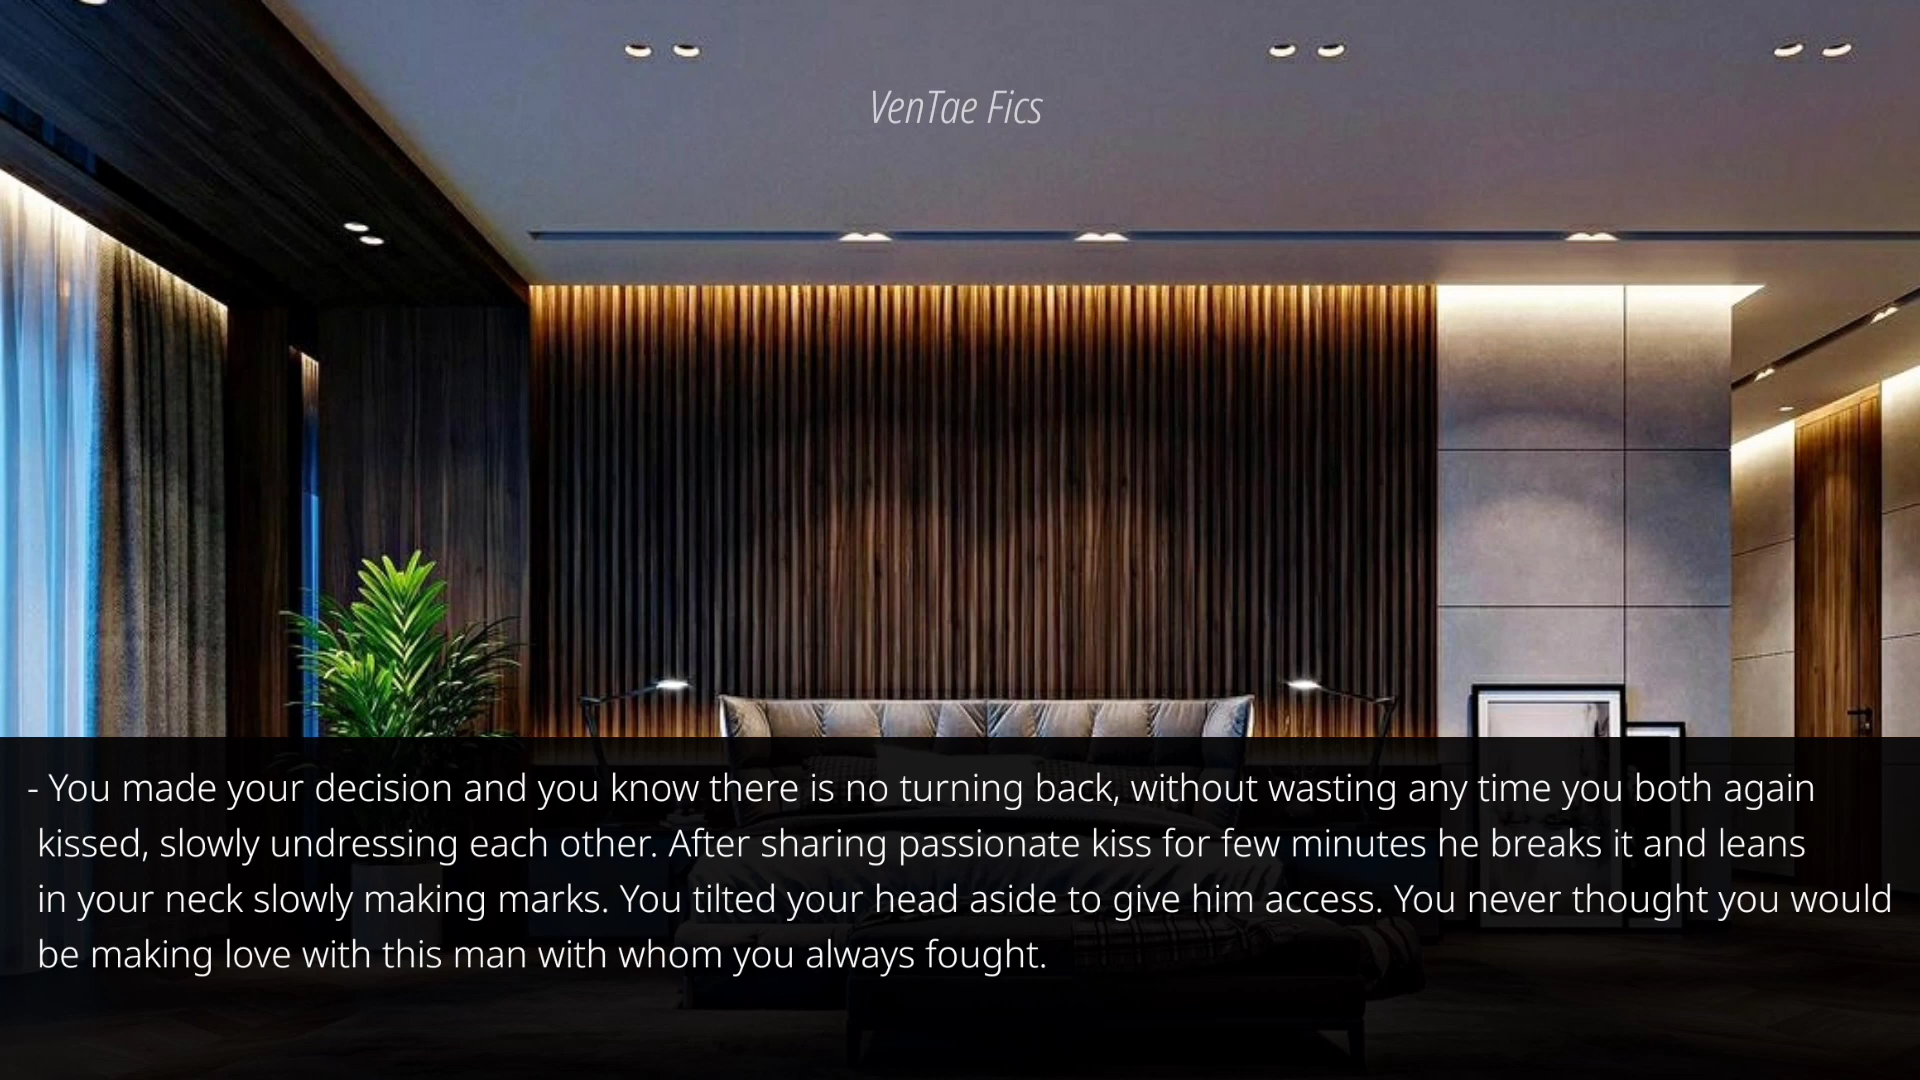 VenTae Fics
- You made your decision and you know there is no turning back, without wasting any time you both again
kissed, slowly undressing each other. After sharing passionate kiss for few minutes he breaks it and leans
in your neck slowly making marks. You tilted your head aside to give him access. You never thought you would
be making love with this man with whom you always fought.